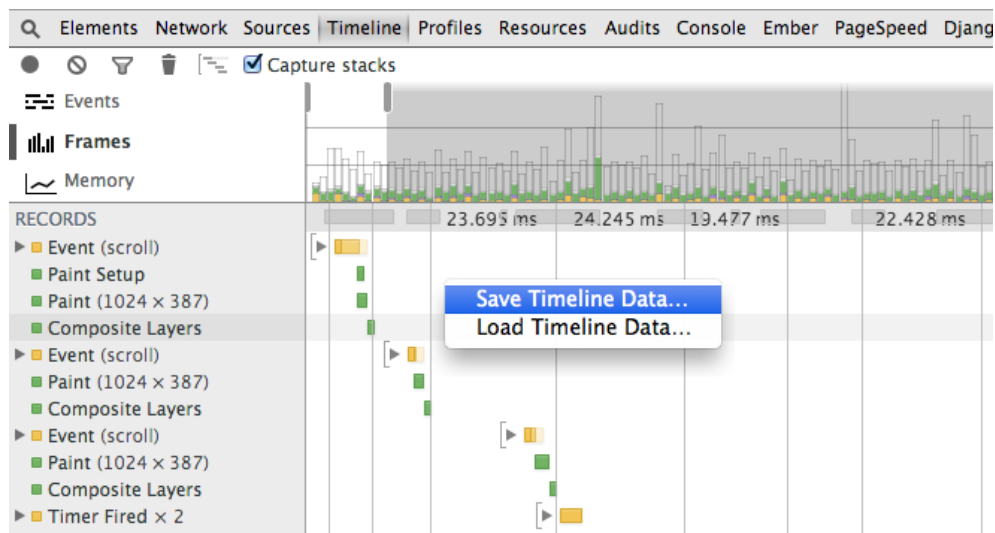 Elements Network Sources Timeline Profiles Resources Audits Console Ember PageSpeed Djang
Capture stacks
Events
Frames
Memory
RECORDS 23.695 ms 24.245 ms 19.477 ms 22.428 ms
Event (scroll)
Paint Setup
Paint (1024 × 387)
Save Timeline Data...
Composite Layers
Load Timeline Data...
Event (scroll)
Paint (1024 × 387)
Composite Layers
Event (scroll)
Paint (1024 × 387)
Composite Layers
Timer Fired × 2